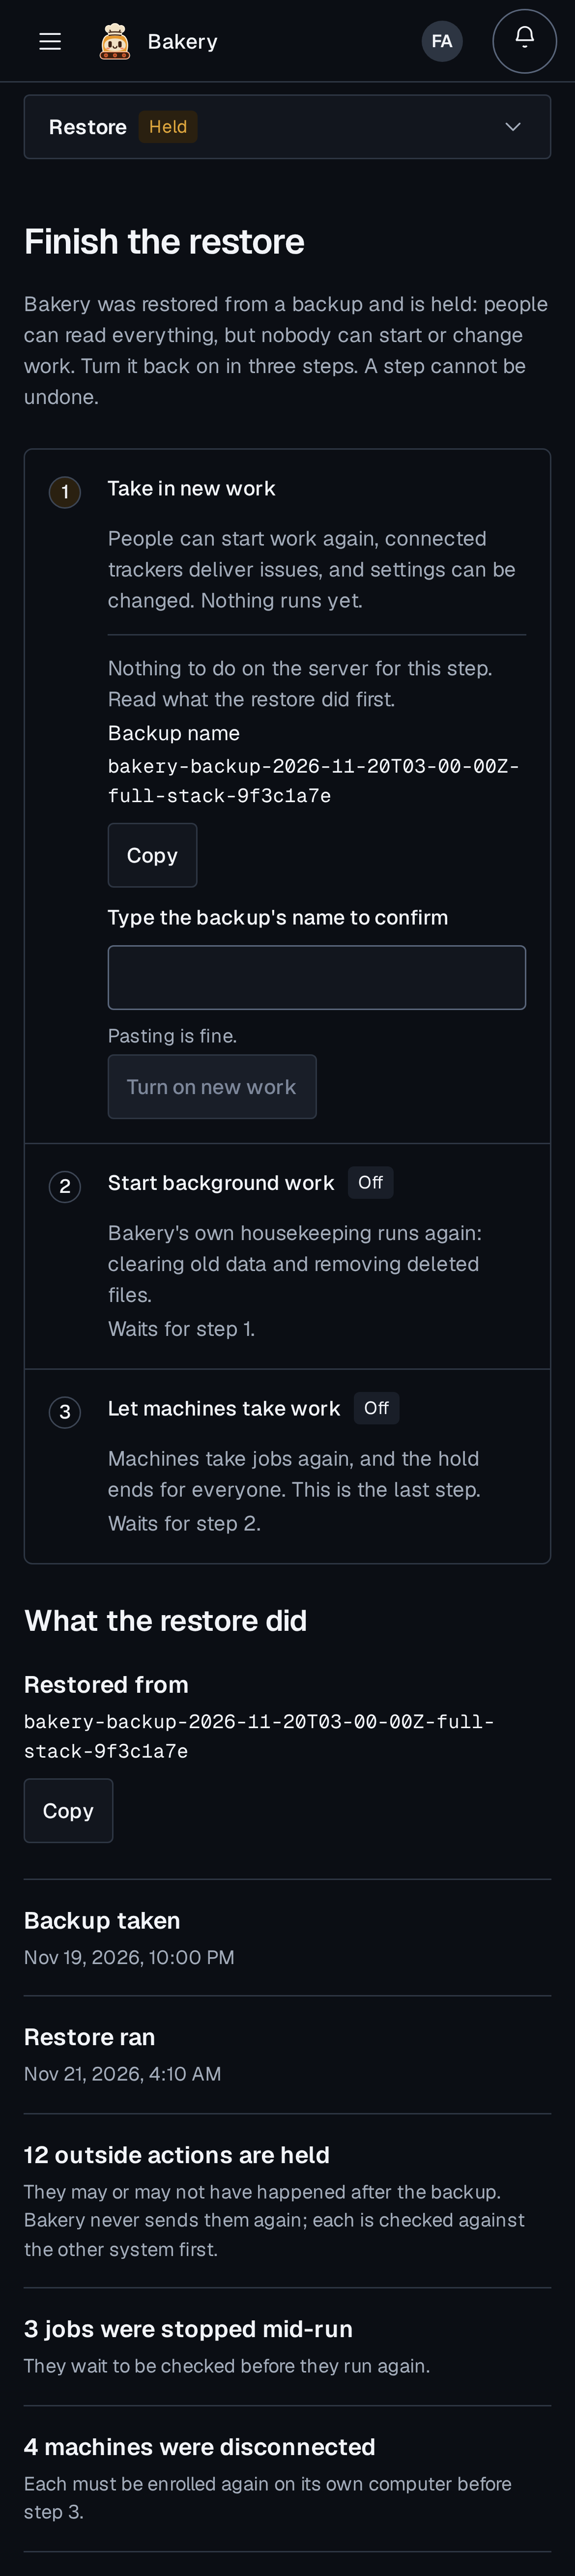 Bakery
FA
Restore Held
Finish the restore
Bakery was restored from a backup and is held: people
can read everything, but nobody can start or change
work. Turn it back on in three steps. A step cannot be
undone.
1 Take in new work
People can start work again, connected
trackers deliver issues, and settings can be
changed. Nothing runs yet.
Nothing to do on the server for this step.
Read what the restore did first.
Backup name
bakery-backup-2026-11-20T03-00-00Z-
full-stack-9f3c1a7e
Copy
Type the backup's name to confirm
Pasting is fine.
Turn on new work
2 Start background work Off
Bakery's own housekeeping runs again:
clearing old data and removing deleted
files.
Waits for step 1.
3 Let machines take work Off
Machines take jobs again, and the hold
ends for everyone. This is the last step.
Waits for step 2.
What the restore did
Restored from
bakery-backup-2026-11-20T03-00-00Z-full-
stack-9f3c1a7e
Copy
Backup taken
Nov 19, 2026, 10:00 PM
Restore ran
Nov 21, 2026, 4:10 AM
12 outside actions are held
They may or may not have happened after the backup.
Bakery never sends them again; each is checked against
the other system first.
3 jobs were stopped mid-run
They wait to be checked before they run again.
4 machines were disconnected
Each must be enrolled again on its own computer before
step 3.